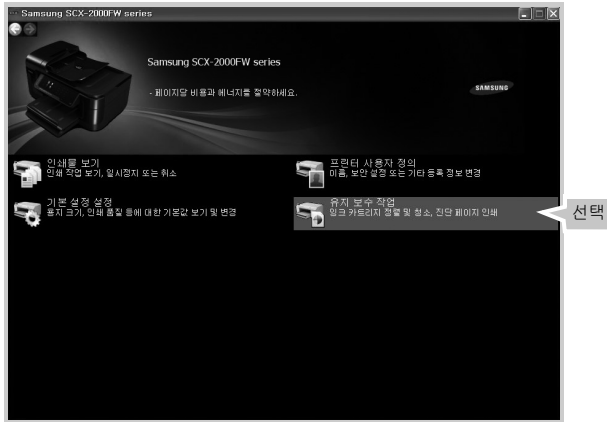 Samsung SCX-2000FW series
Samsung SCX-2000FW series
- 페이지당 비용과 에너지를 절약하세요.
SAMSUNG
인쇄물 보기
인쇄 작업 보기, 일시정지 또는 취소
프린터 사용자 정의
이름, 보안 설정 또는 기타 등록 정보 변경
기본 설정 설정
용지 크기, 인쇄 품질 등에 대한 기본값 보기 및 변경
유지 보수 작업
잉크 카트리지 정렬 및 청소, 진단 페이지 인쇄
선택